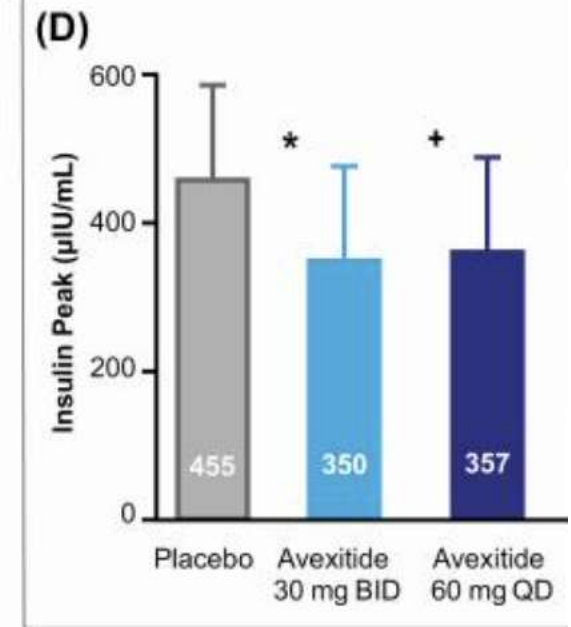 (D)
600
400
200
0
Insulin Peak (µIU/mL)
*
+
455
350
357
Placebo
Avexitide
30 mg BID
Avexitide
60 mg QD